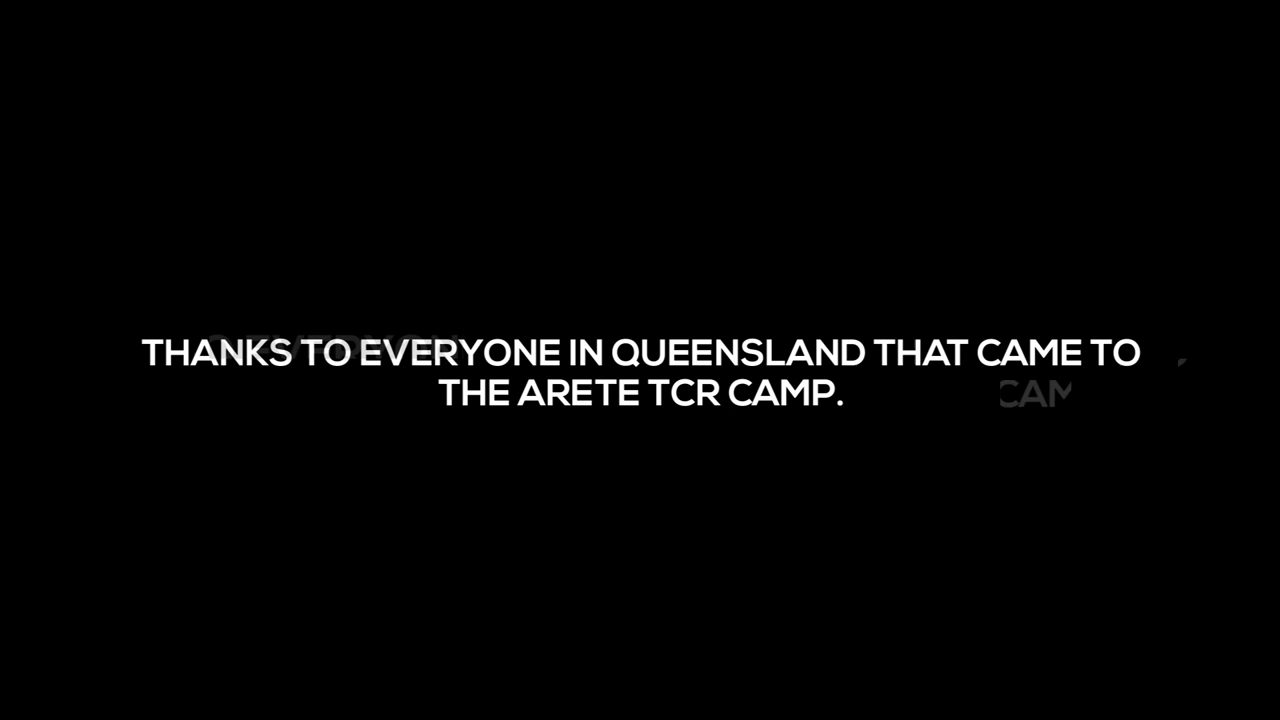 THANKS TO EVERYONE IN QUEENSLAND THAT CAME TO
THE ARETE TCR CAMP.